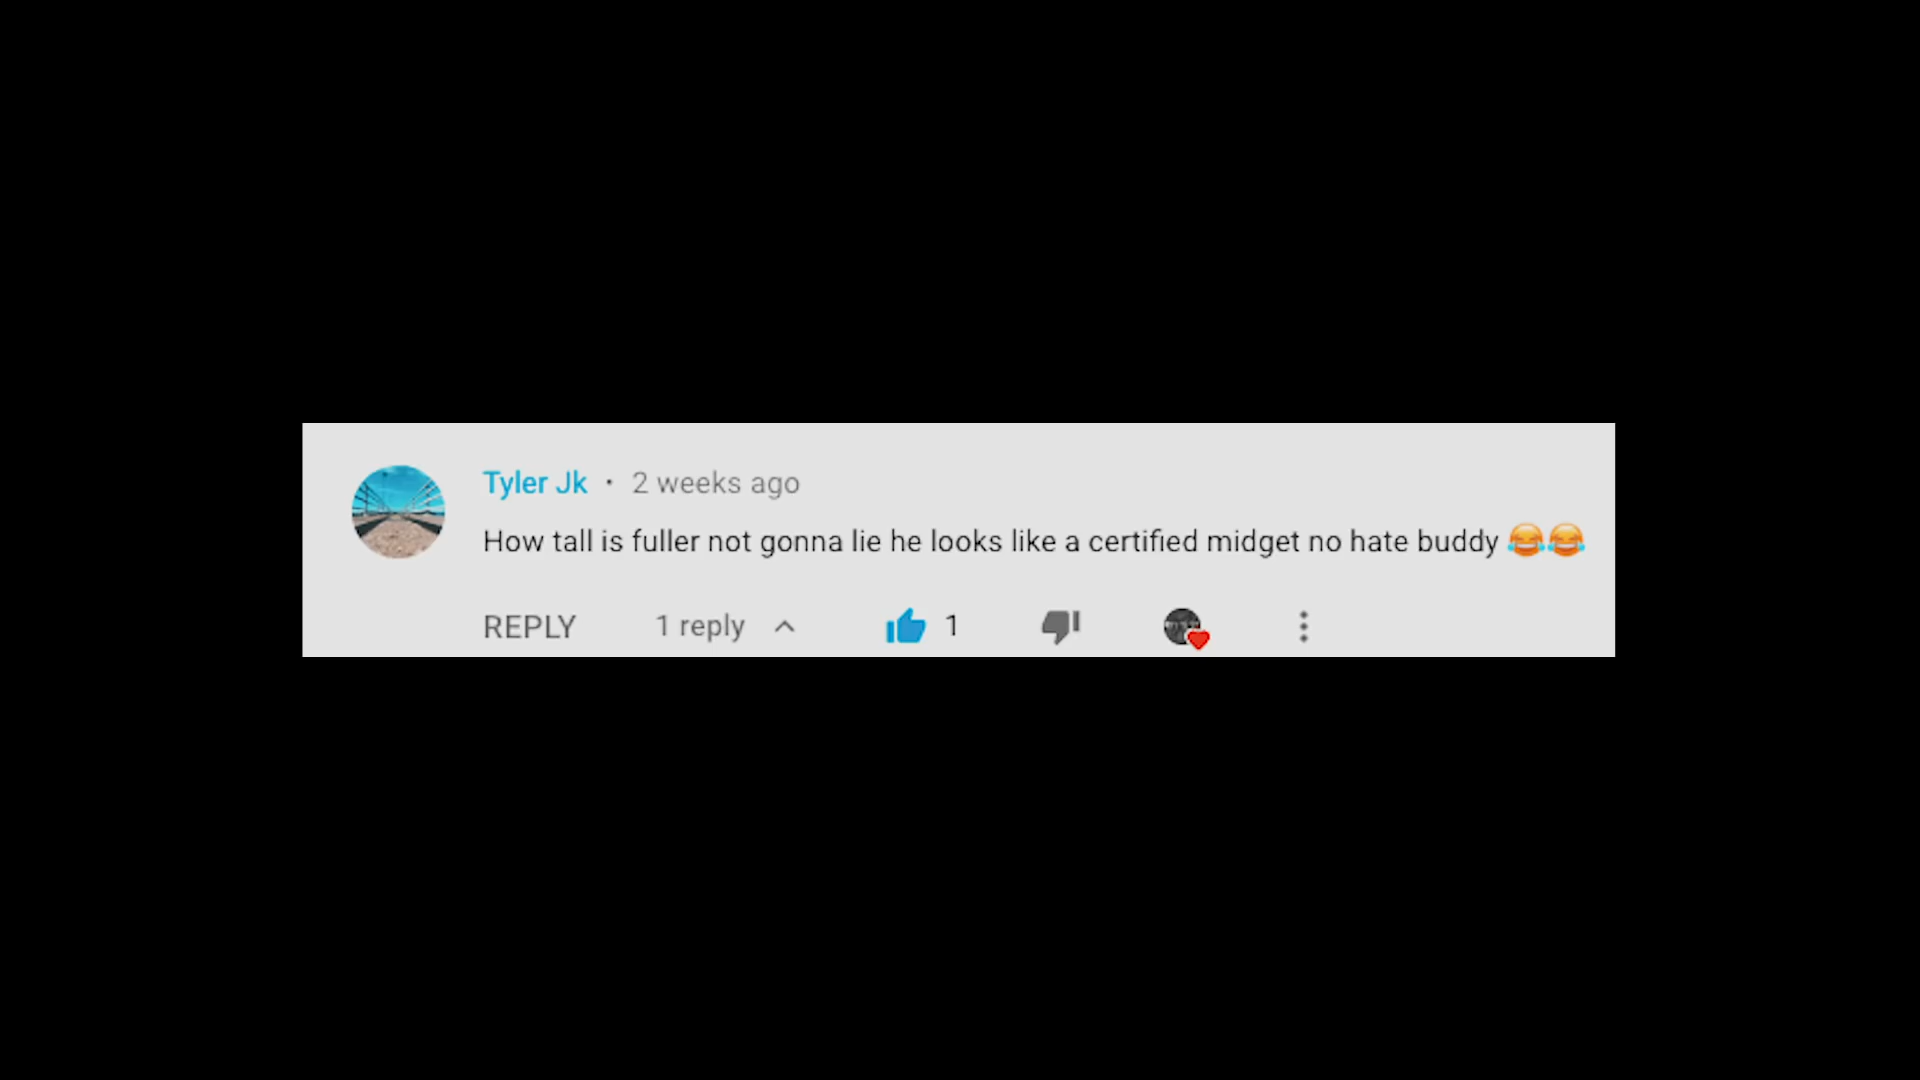 Tyler Jk • 2 weeks ago
How tall is fuller not gonna lie he looks like a certified midget no hate buddy 😂😂
REPLY 1 reply 1